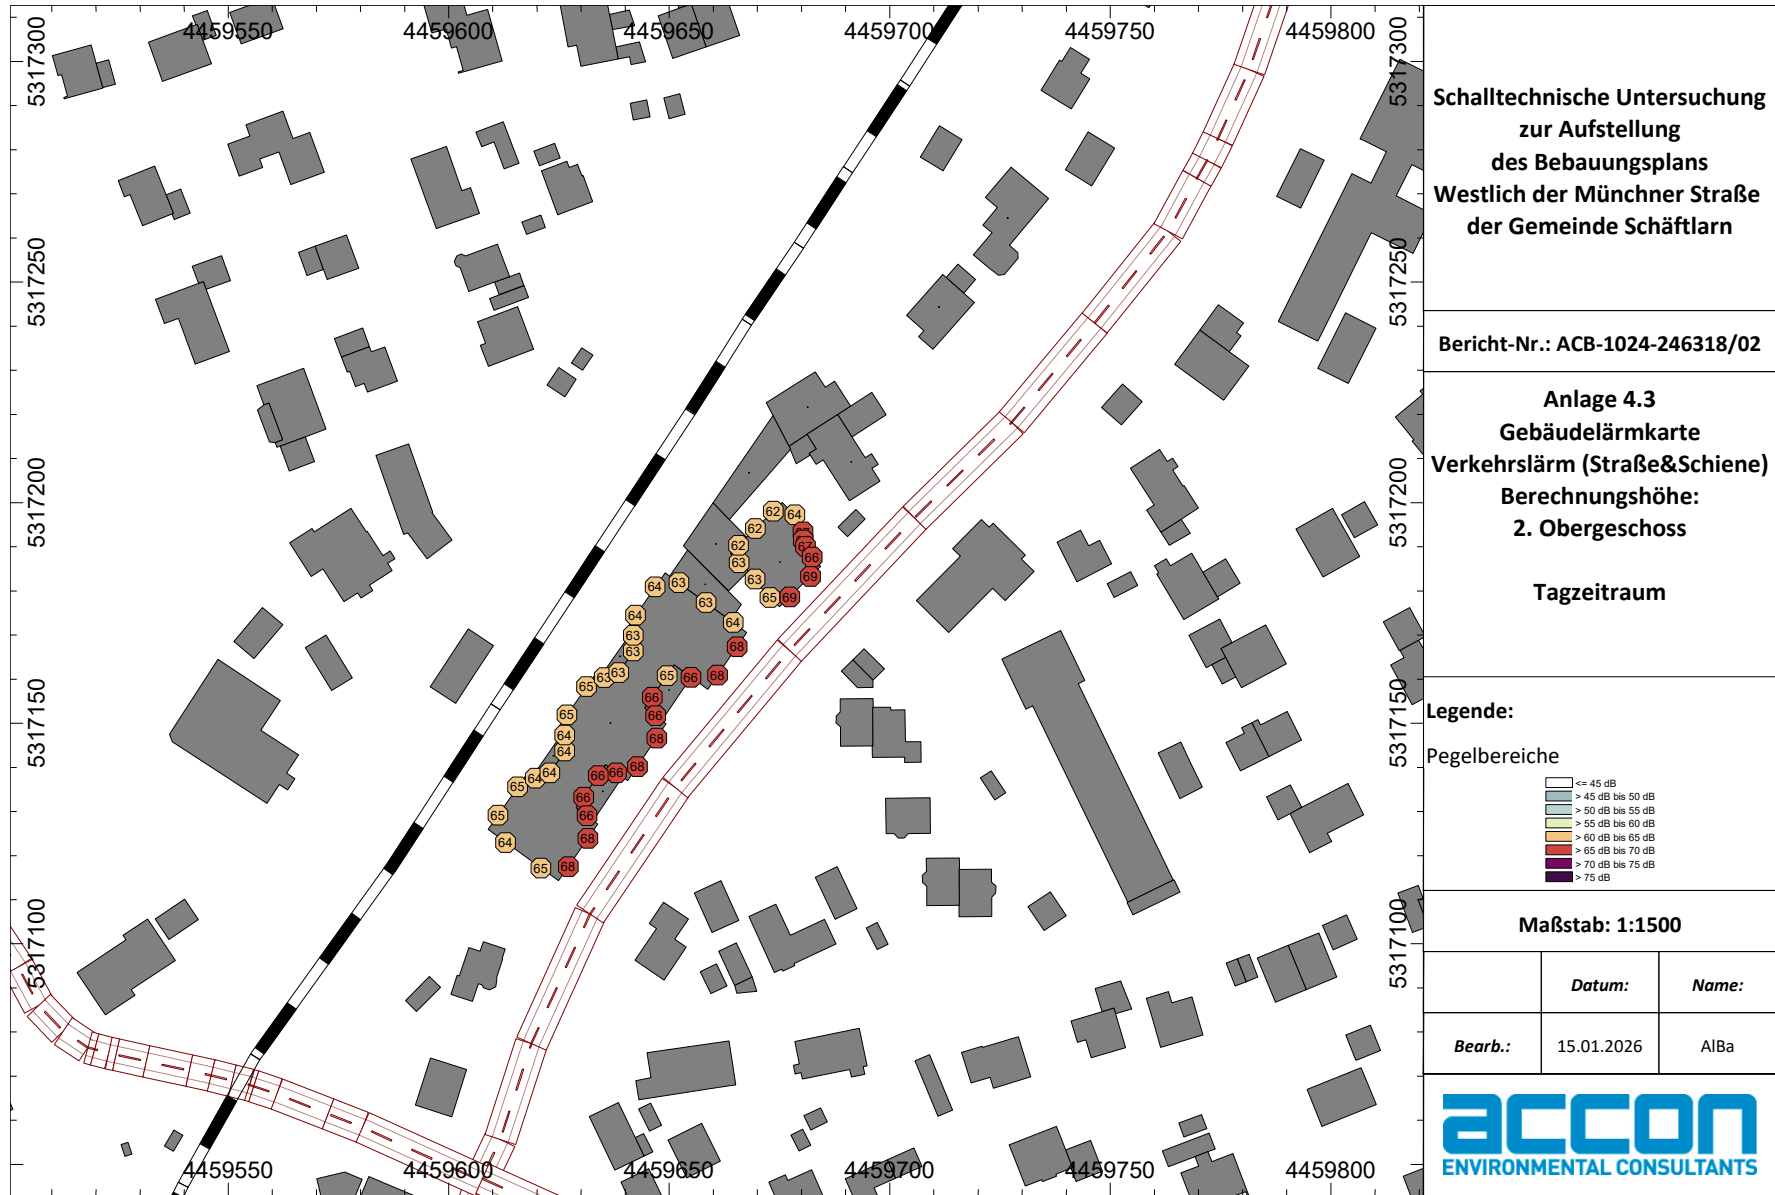 4459550 4459600 4459650 4459700 4459750 4459800
5317300 5317300
5317250 5317250
5317200 5317200
5317150 5317150
5317100 5317100
4459550 4459600 4459650 4459700 4459750 4459800
62 64
62 67
62 67
63 66
63 69
65 69
64 63
63
64 64
63 68
63
63 63 65 66 68
65 66
65 66
64 68
64
64 64 66 66 68
65 66
65 66
64 68
65 68
Schalltechnische Untersuchung
zur Aufstellung
des Bebauungsplans
Westlich der Münchner Straße
der Gemeinde Schäftlarn
Bericht-Nr.: ACB-1024-246318/02
Anlage 4.3
Gebäudelärmkarte
Verkehrslärm (Straße&Schiene)
Berechnungshöhe:
2. Obergeschoss
Tagzeitraum
Legende:
Pegelbereiche
<= 45 dB
> 45 dB bis 50 dB
> 50 dB bis 55 dB
> 55 dB bis 60 dB
> 60 dB bis 65 dB
> 65 dB bis 70 dB
> 70 dB bis 75 dB
> 75 dB
Maßstab: 1:1500
Datum: Name:
Bearb.: 15.01.2026 AlBa
accon
ENVIRONMENTAL CONSULTANTS